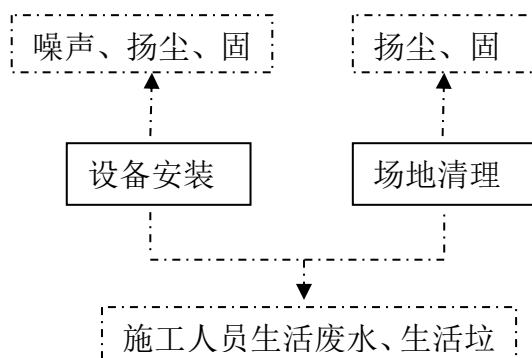 噪声、扬尘、固
扬尘、固
设备安装
场地清理
施工人员生活废水、生活垃